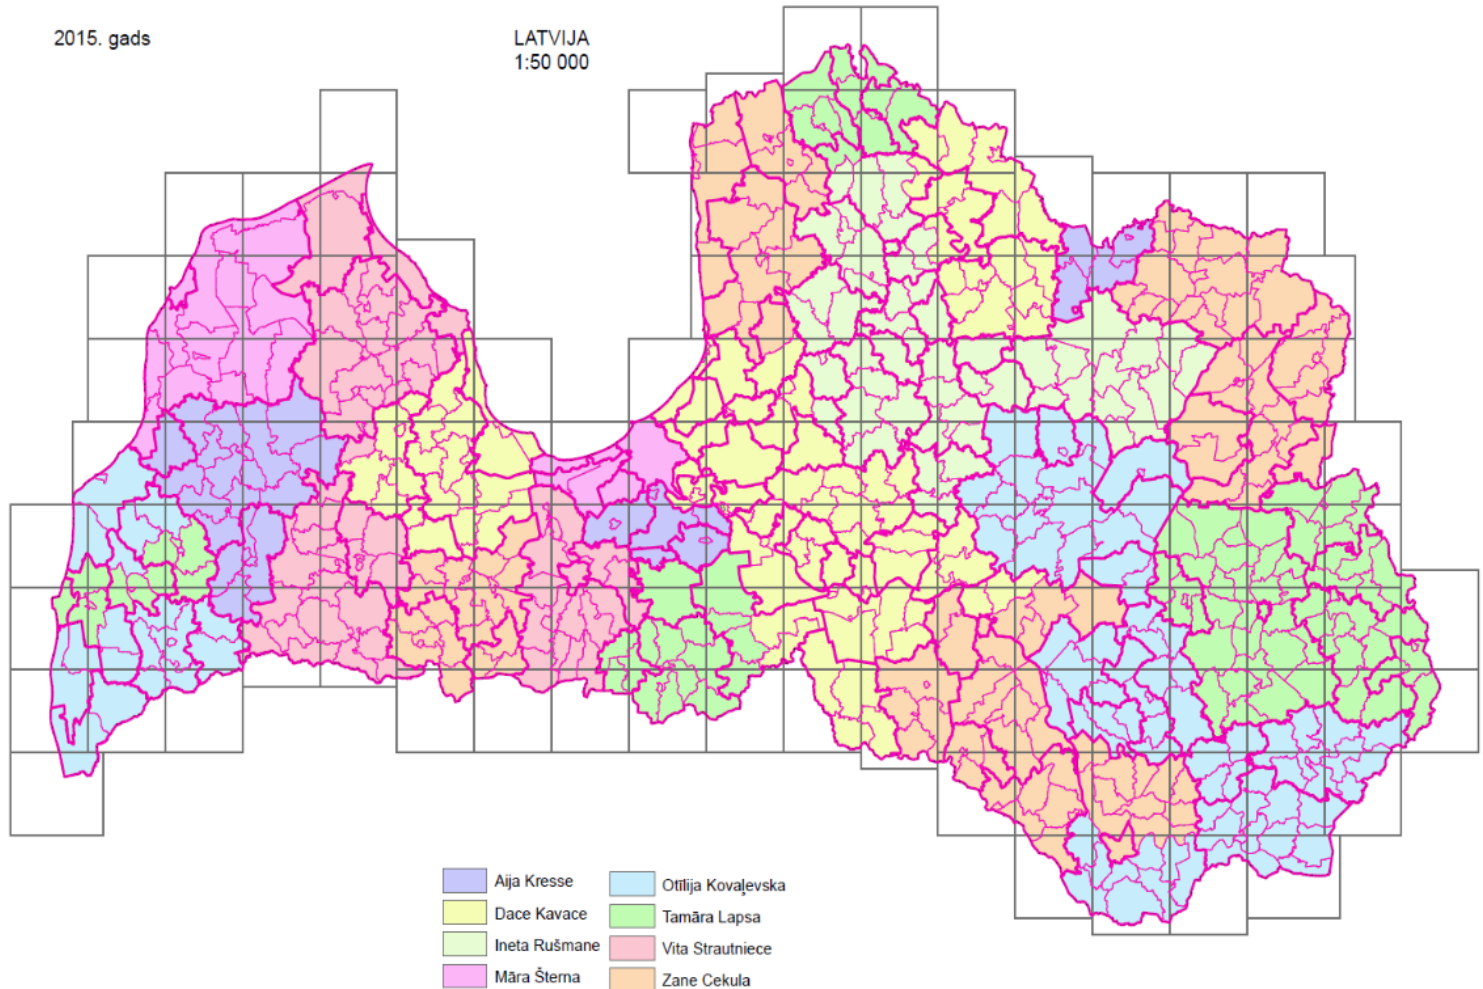 2015. gads
LATVIJA
1:50 000
Aija Kresse
Dace Kavace
Ineta Rušmane
Māra Šterna
Otīlija Kovaļevska
Tamāra Lapsa
Vita Strautniece
Zane Cekula